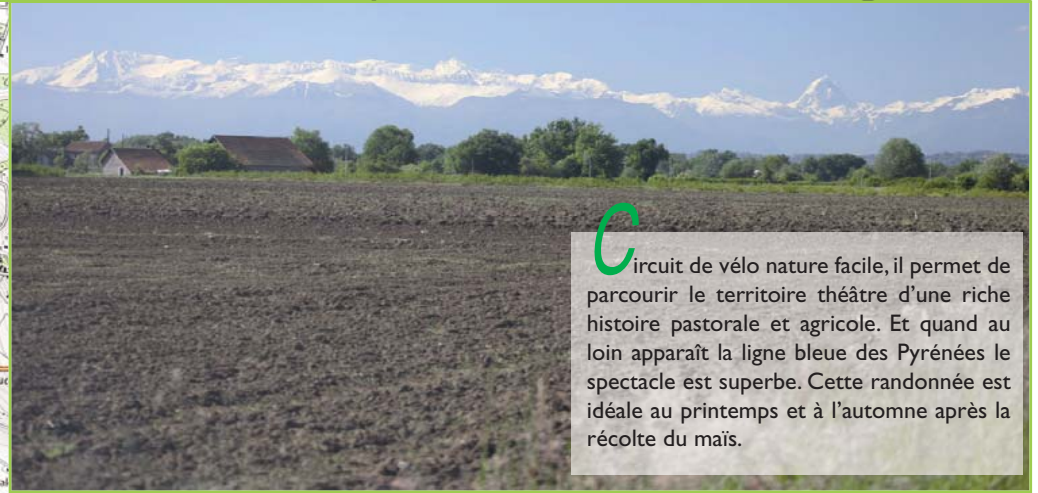 Circuit de vélo nature facile, il permet de
parcourir le territoire théâtre d'une riche
histoire pastorale et agricole. Et quand au
loin apparaît la ligne bleue des Pyrénées le
spectacle est superbe. Cette randonnée est
idéale au printemps et à l'automne après la
récolte du maïs.